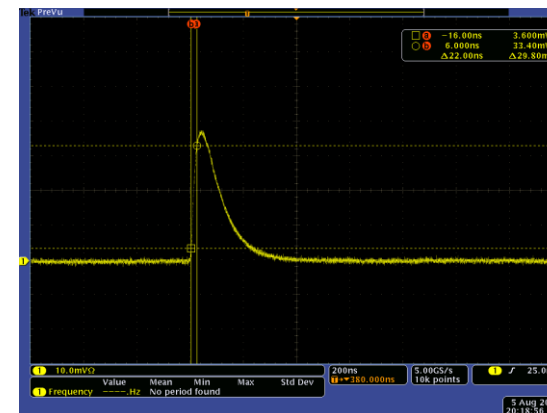 Tek PreVu
b
a -16.00ns 3.600m
b 6.000ns 33.40m
Δ22.00ns Δ29.80m
1
1 10.0mVΩ
Value Mean Min Max Std Dev
1 Frequency ----.Hz No period found
200ns
380.000ns
5.00GS/s
10k points
1 25.0
5 Aug 20
20:18:56